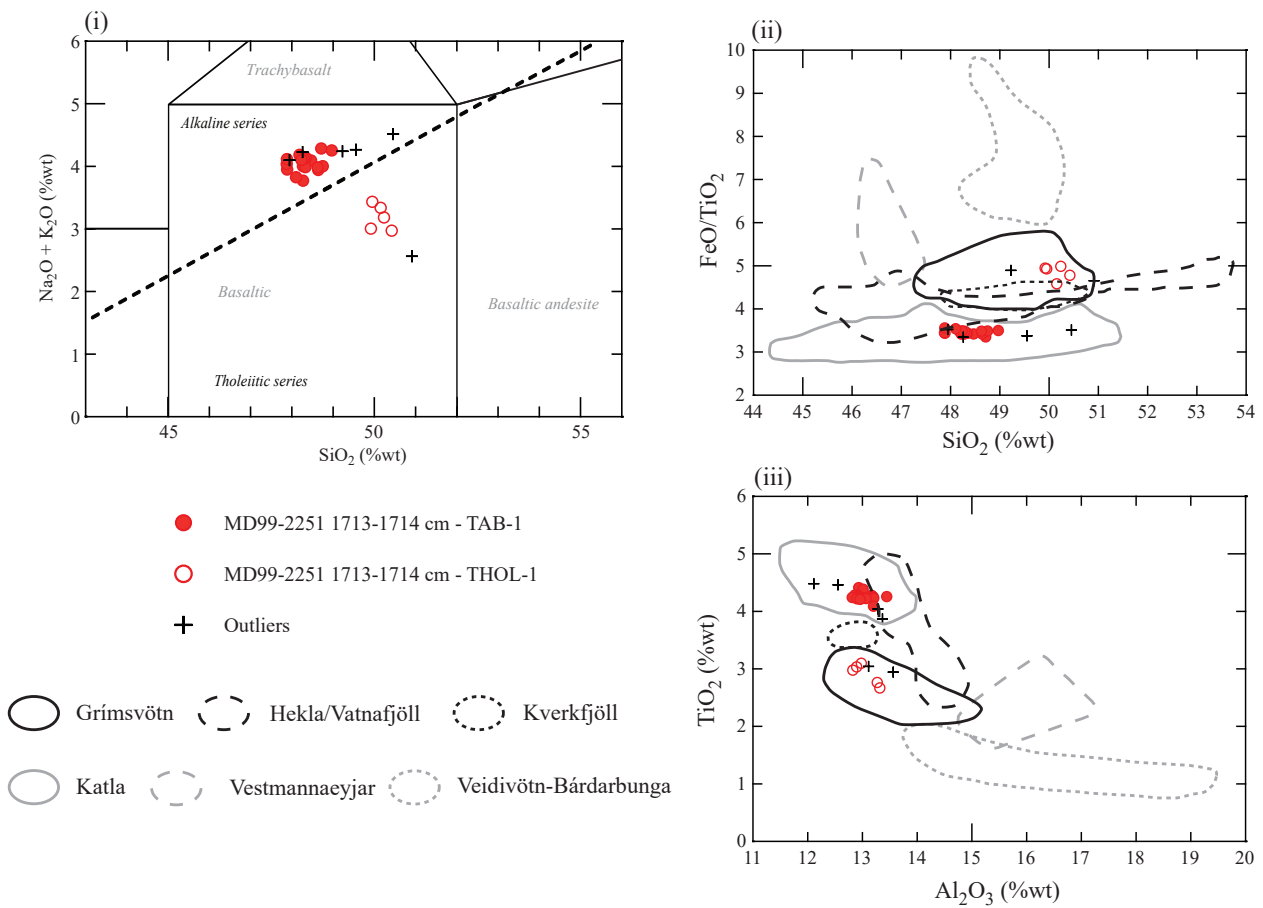 (i)
6
5
4
3
2
1
0
Na₂O + K₂O (%wt)
Trachybasalt
Alkaline series
Basaltic
Basaltic andesite
Tholeiitic series
45
50
55
SiO₂ (%wt)
(ii)
10
9
8
7
6
5
4
3
2
FeO/TiO₂
44
45
46
47
48
49
50
51
52
53
54
SiO₂ (%wt)
MD99-2251 1713-1714 cm - TAB-1
MD99-2251 1713-1714 cm - THOL-1
Outliers
Grímsvötn
Hekla/Vatnafjöll
Kverkfjöll
Katla
Vestmannaeyjar
Veidivötn-Bárdarbunga
(iii)
6
5
4
3
2
1
0
TiO₂ (%wt)
11
12
13
14
15
16
17
18
19
20
Al₂O₃ (%wt)